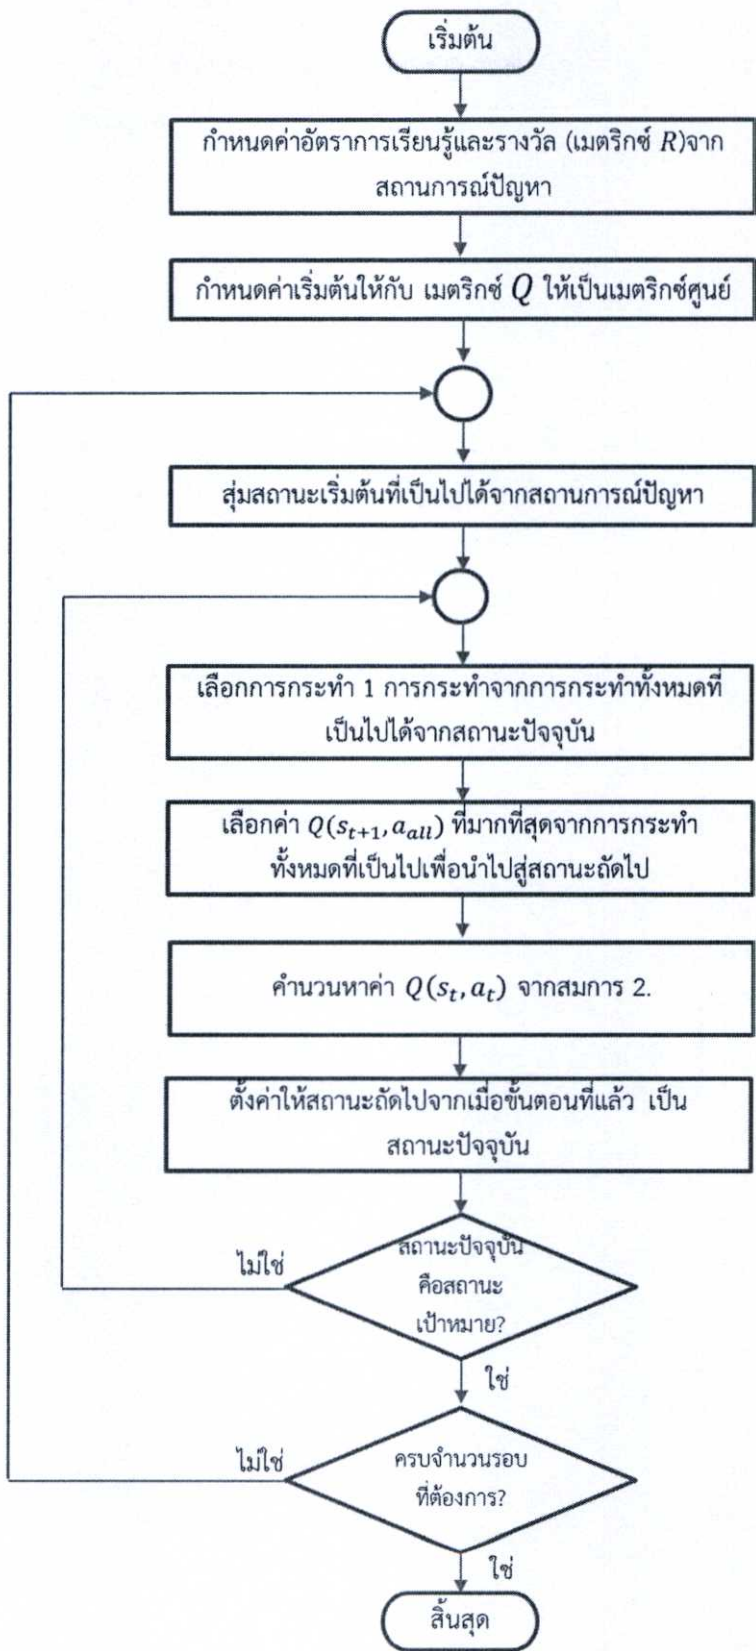 เริ่มต้น
กำหนดค่าอัตราการเรียนรู้และรางวัล (เมตริกซ์ R)จาก
สถานการณ์ปัญหา
กำหนดค่าเริ่มต้นให้กับ เมตริกซ์ Q ให้เป็นเมตริกซ์ศูนย์
สุ่มสถานะเริ่มต้นที่เป็นไปได้จากสถานการณ์ปัญหา
เลือกการกระทำ 1 การกระทำจากการกระทำทั้งหมดที่
เป็นไปได้จากสถานะปัจจุบัน
เลือกค่า Q(s_{t+1}, a_{all}) ที่มากที่สุดจากการกระทำ
ทั้งหมดที่เป็นไปเพื่อนำไปสู่สถานะถัดไป
คำนวนหาค่า Q(s_t, a_t) จากสมการ 2.
ตั้งค่าให้สถานะถัดไปจากเมื่อขั้นตอนที่แล้ว เป็น
สถานะปัจจุบัน
สถานะปัจจุบัน
คือสถานะ
เป้าหมาย?
ไม่ใช่
ใช่
ครบจำนวนรอบ
ที่ต้องการ?
ไม่ใช่
ใช่
สิ้นสุด